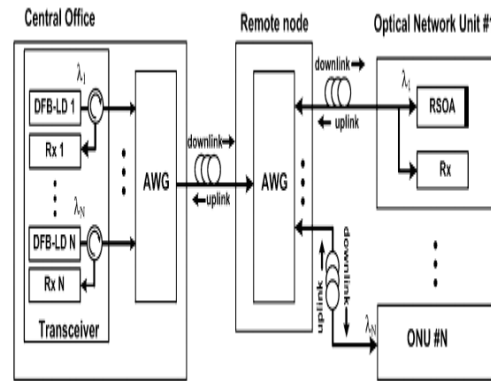 Central Office
Remote node
Optical Network Unit #1
λ1
DFB-LD 1
Rx 1
λN
DFB-LD N
Rx N
Transceiver
AWG
downlink
uplink
AWG
downlink
uplink
λ1
RSOA
Rx
downlink
uplink
λN
ONU #N